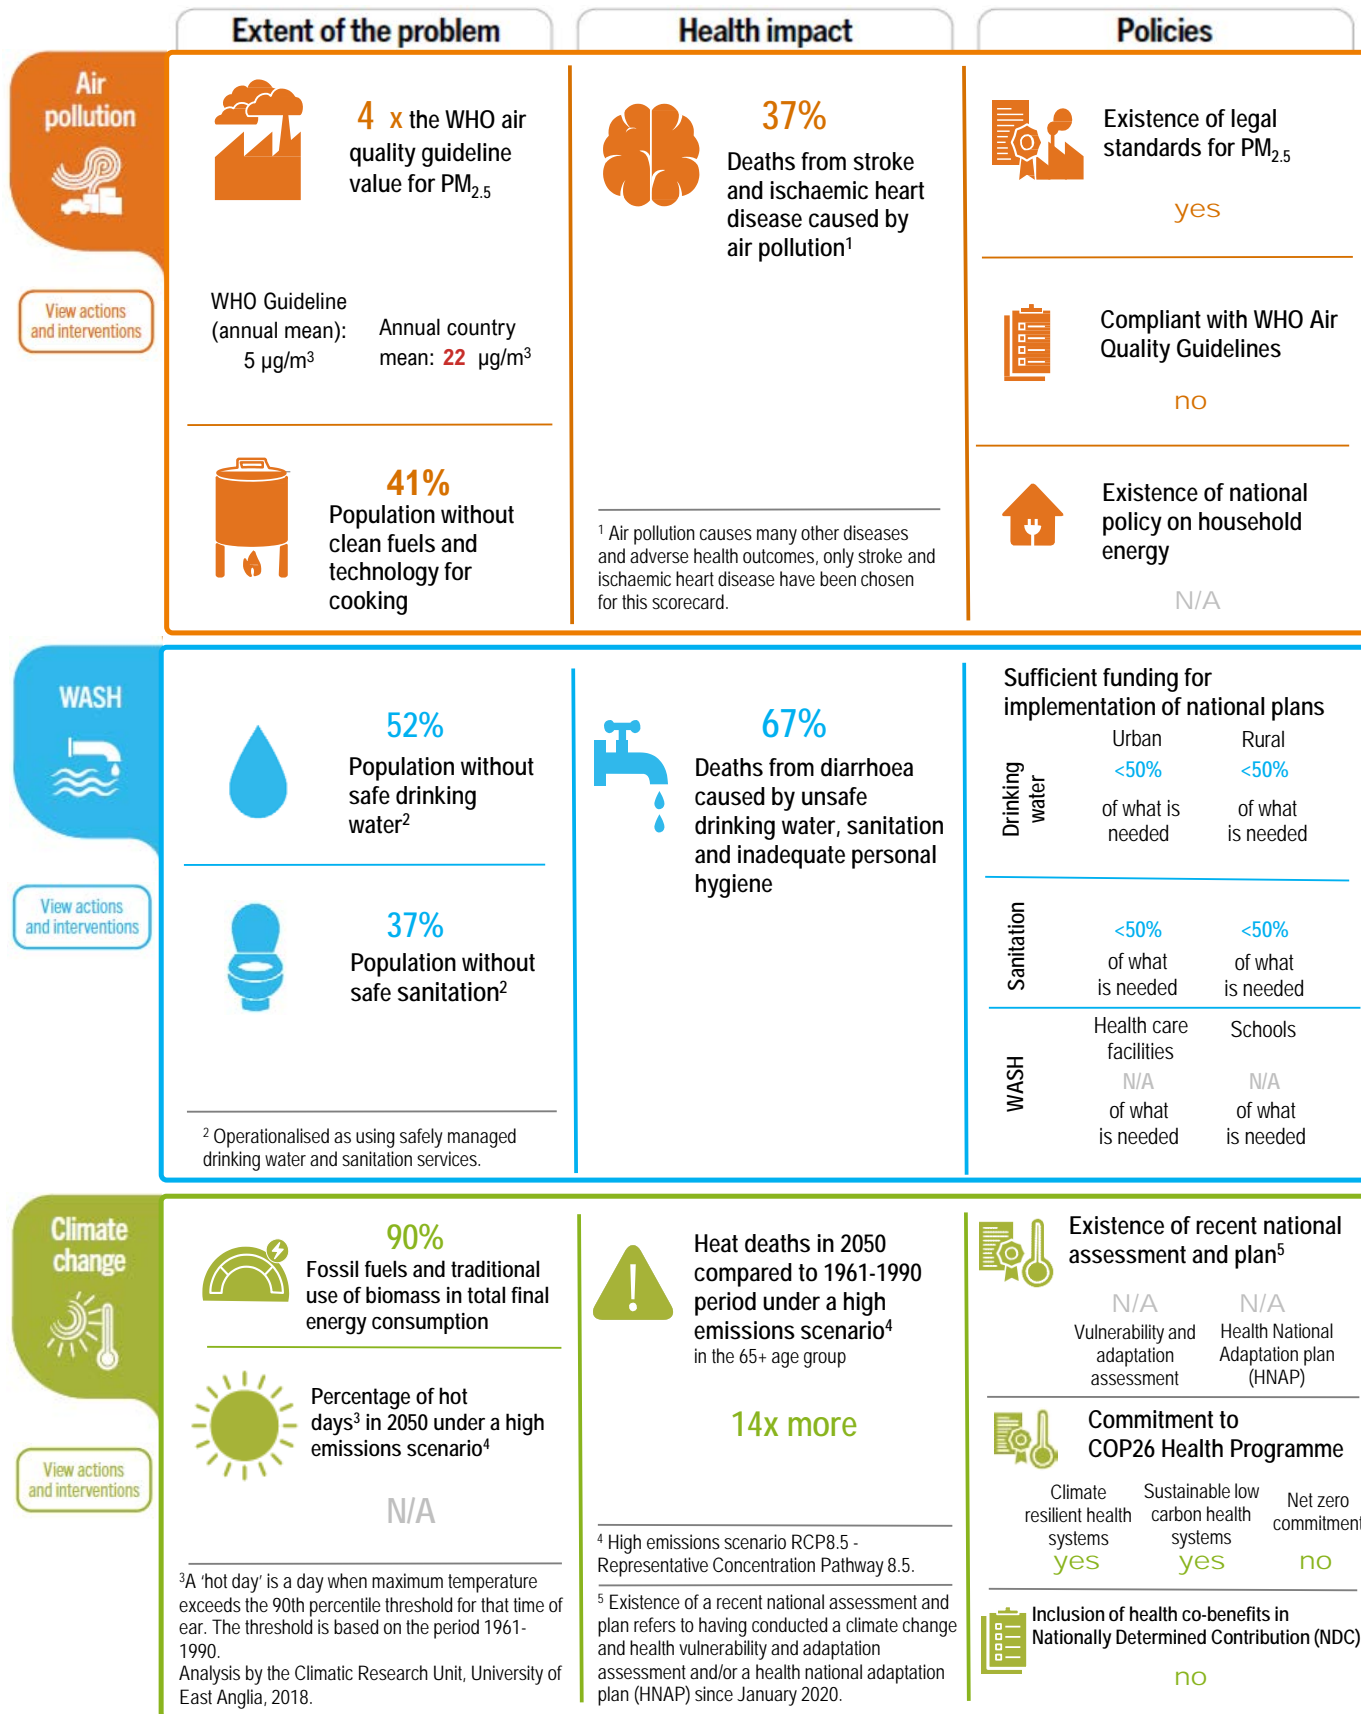 Extent of the problem
Health impact
Policies
Air
pollution
View actions
and interventions
4 x the WHO air
quality guideline
value for PM2.5
WHO Guideline
(annual mean):
5 µg/m³
Annual country
mean: 22 µg/m³
41%
Population without
clean fuels and
technology for
cooking
37%
Deaths from stroke
and ischaemic heart
disease caused by
air pollution¹
¹ Air pollution causes many other diseases
and adverse health outcomes, only stroke and
ischaemic heart disease have been chosen
for this scorecard.
Existence of legal
standards for PM2.5
yes
Compliant with WHO Air
Quality Guidelines
no
Existence of national
policy on household
energy
N/A
WASH
View actions
and interventions
52%
Population without
safe drinking
water²
37%
Population without
safe sanitation²
² Operationalised as using safely managed
drinking water and sanitation services.
67%
Deaths from diarrhoea
caused by unsafe
drinking water, sanitation
and inadequate personal
hygiene
Sufficient funding for
implementation of national plans
Drinking
water
Urban
<50%
of what is
needed
Rural
<50%
of what
is needed
Sanitation
<50%
of what
is needed
<50%
of what
is needed
WASH
Health care
facilities
N/A
of what
is needed
Schools
N/A
of what
is needed
Climate
change
View actions
and interventions
90%
Fossil fuels and traditional
use of biomass in total final
energy consumption
Percentage of hot
days³ in 2050 under a high
emissions scenario⁴
N/A
³A 'hot day' is a day when maximum temperature
exceeds the 90th percentile threshold for that time of
ear. The threshold is based on the period 1961-
1990.
Analysis by the Climatic Research Unit, University of
East Anglia, 2018.
Heat deaths in 2050
compared to 1961-1990
period under a high
emissions scenario⁴
in the 65+ age group
14x more
⁴ High emissions scenario RCP8.5 -
Representative Concentration Pathway 8.5.
⁵ Existence of a recent national assessment and
plan refers to having conducted a climate change
and health vulnerability and adaptation
assessment and/or a health national adaptation
plan (HNAP) since January 2020.
Existence of recent national
assessment and plan⁵
N/A
Vulnerability and
adaptation
assessment
N/A
Health National
Adaptation plan
(HNAP)
Commitment to
COP26 Health Programme
Climate
resilient health
systems
yes
Sustainable low
carbon health
systems
yes
Net zero
commitment
no
Inclusion of health co-benefits in
Nationally Determined Contribution (NDC)
no